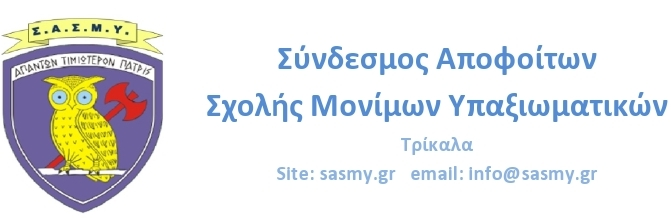 Σ.Α.Σ.Μ.Υ.
ΑΠΑΝΤΩΝ ΤΙΜΙΩΤΕΡΟΝ ΠΑΤΡΙΣ
Σύνδεσμος Αποφοίτων
Σχολής Μονίμων Υπαξιωματικών
Τρίκαλα
Site: sasmy.gr email: info@sasmy.gr